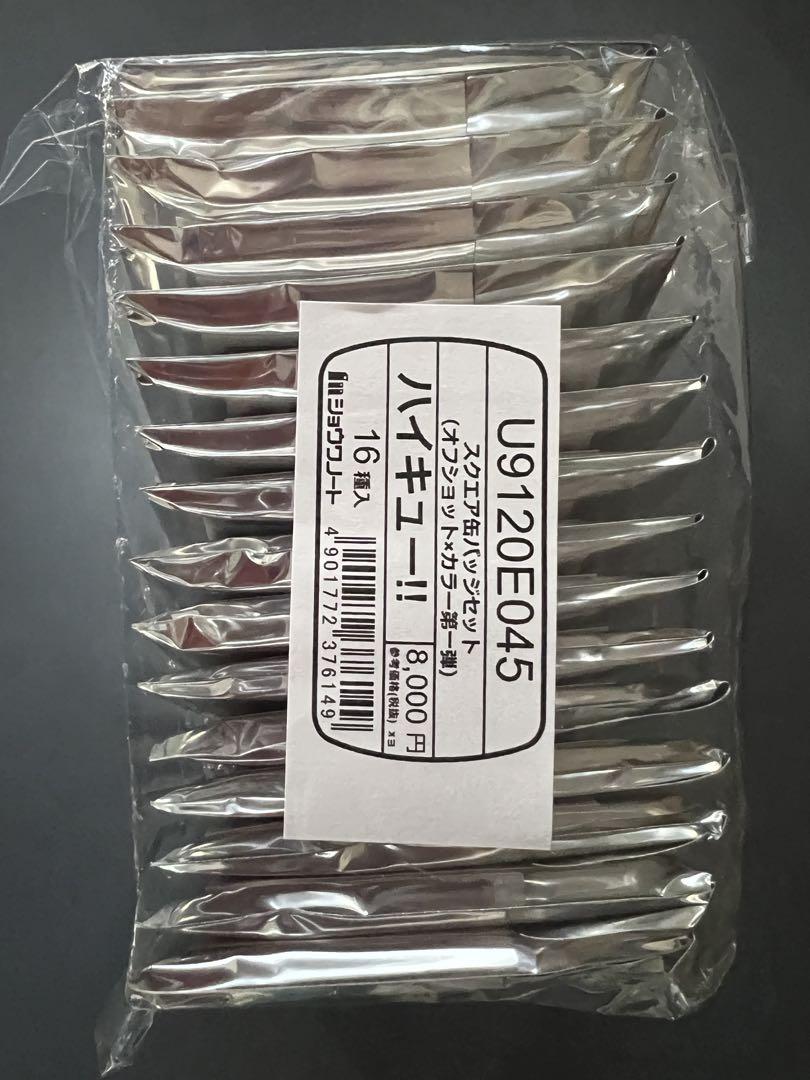 U9120E045
スクエア缶バッジセット
(オフショット×カラー第一弾)
ハイキュー!!
8,000円
参考価格(税抜) xヨ
16種入
ショウワノート
4 901772 376149